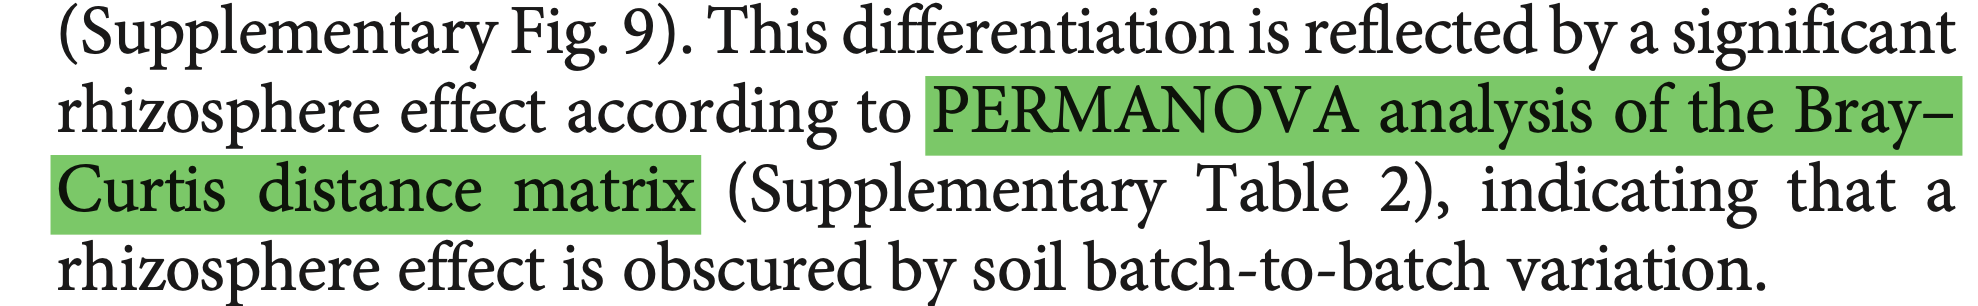 (Supplementary Fig. 9). This differentiation is reflected by a significant
rhizosphere effect according to PERMANOVA analysis of the Bray–
Curtis distance matrix (Supplementary Table 2), indicating that a
rhizosphere effect is obscured by soil batch-to-batch variation.